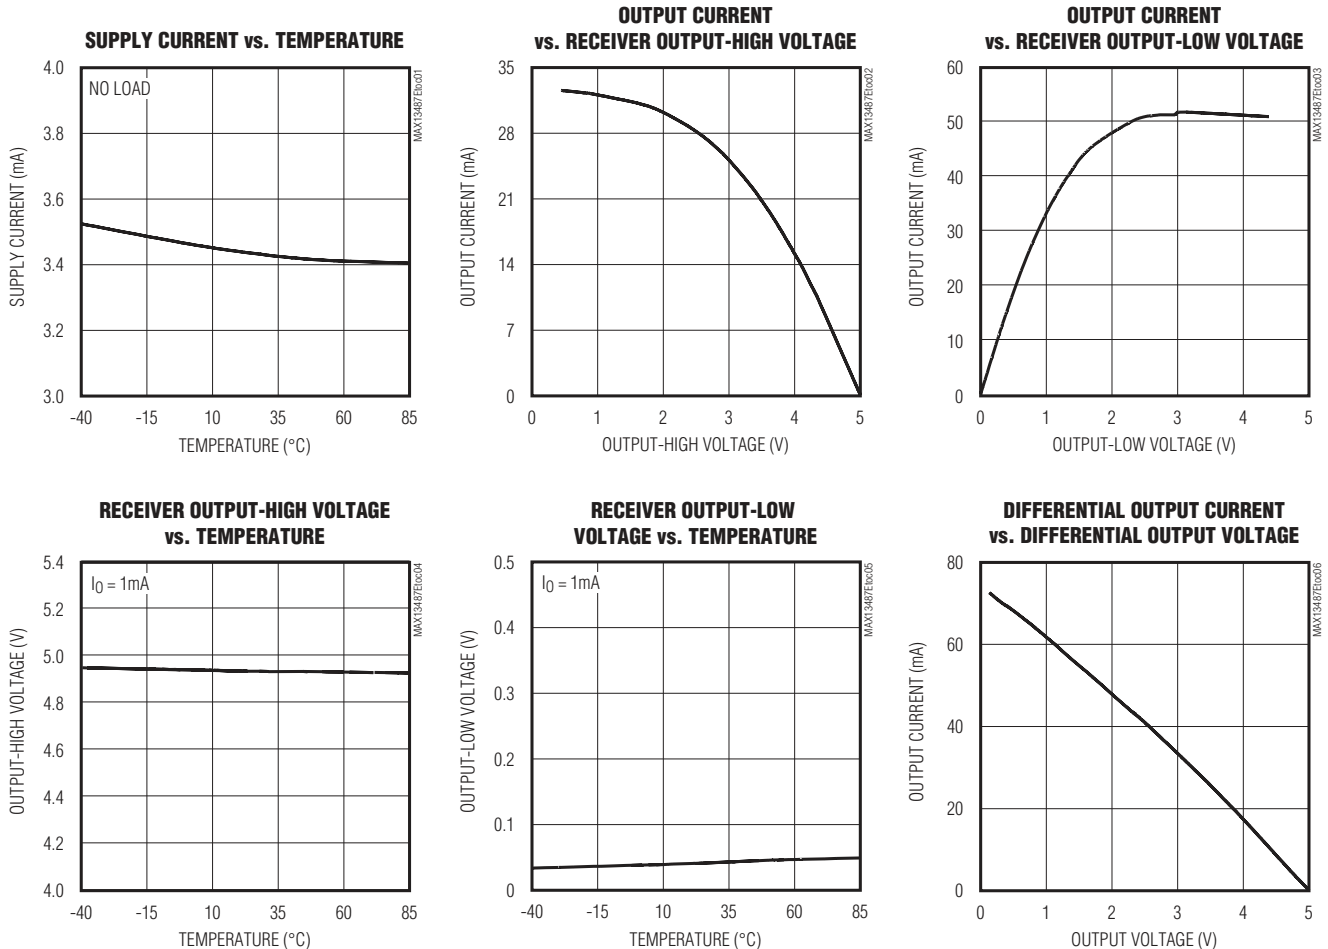 SUPPLY CURRENT vs. TEMPERATURE
4.0
3.8
3.6
3.4
3.2
3.0
SUPPLY CURRENT (mA)
NO LOAD
MAX13487Etoc01
-40 -15 10 35 60 85
TEMPERATURE (°C)
OUTPUT CURRENT
vs. RECEIVER OUTPUT-HIGH VOLTAGE
35
28
21
14
7
0
OUTPUT CURRENT (mA)
MAX13487Etoc02
0 1 2 3 4 5
OUTPUT-HIGH VOLTAGE (V)
OUTPUT CURRENT
vs. RECEIVER OUTPUT-LOW VOLTAGE
60
50
40
30
20
10
0
OUTPUT CURRENT (mA)
MAX13487Etoc03
0 1 2 3 4 5
OUTPUT-LOW VOLTAGE (V)
RECEIVER OUTPUT-HIGH VOLTAGE
vs. TEMPERATURE
5.4
5.2
5.0
4.8
4.6
4.4
4.2
4.0
OUTPUT-HIGH VOLTAGE (V)
IO = 1mA
MAX13487Etoc04
-40 -15 10 35 60 85
TEMPERATURE (°C)
RECEIVER OUTPUT-LOW
VOLTAGE vs. TEMPERATURE
0.5
0.4
0.3
0.2
0.1
0
OUTPUT-LOW VOLTAGE (V)
IO = 1mA
MAX13487Etoc05
-40 -15 10 35 60 85
TEMPERATURE (°C)
DIFFERENTIAL OUTPUT CURRENT
vs. DIFFERENTIAL OUTPUT VOLTAGE
80
60
40
20
0
OUTPUT CURRENT (mA)
MAX13487Etoc06
0 1 2 3 4 5
OUTPUT VOLTAGE (V)